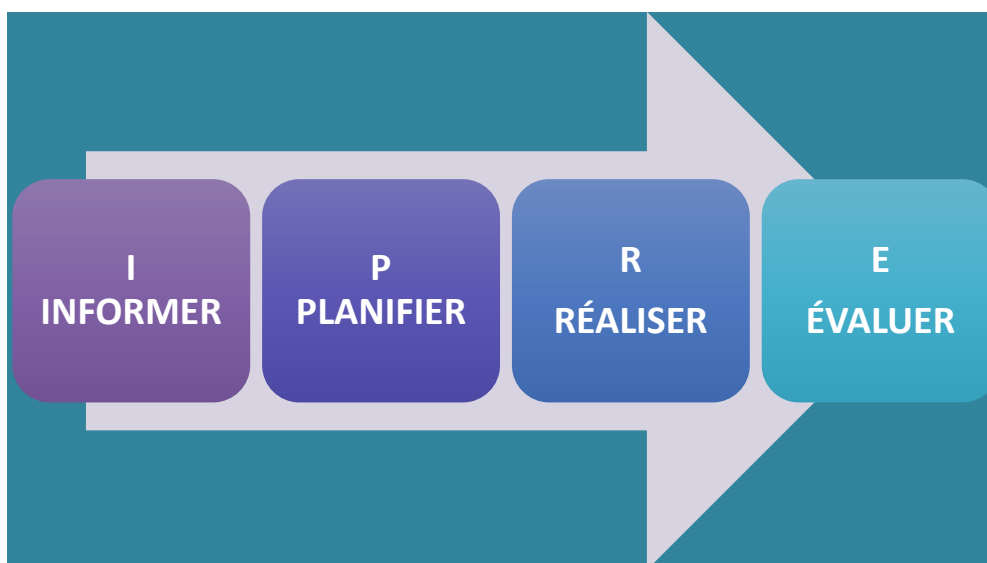 I
INFORMER
P
PLANIFIER
R
RÉALISER
E
ÉVALUER